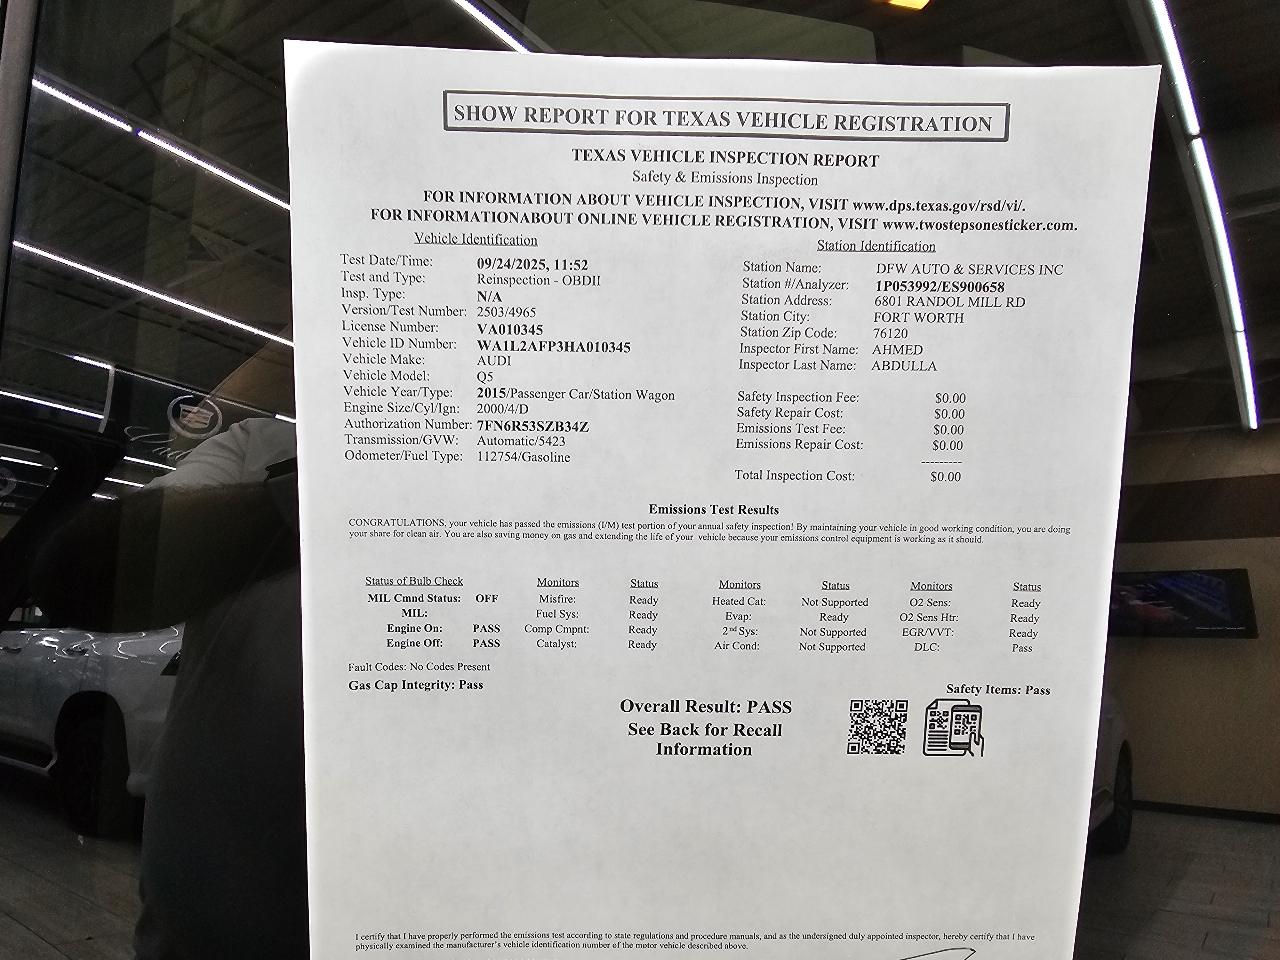 SHOW REPORT FOR TEXAS VEHICLE REGISTRATION
TEXAS VEHICLE INSPECTION REPORT
Safety & Emissions Inspection
FOR INFORMATION ABOUT VEHICLE INSPECTION, VISIT www.dps.texas.gov/rsd/vi/.
FOR INFORMATIONABOUT ONLINE VEHICLE REGISTRATION, VISIT www.twostepsonesticker.com.
Vehicle Identification
Test Date/Time: 09/24/2025, 11:52
Test and Type: Reinspection - OBDII
Insp. Type: N/A
Version/Test Number: 2503/4965
License Number: VA010345
Vehicle ID Number: WA1L2AFP3HA010345
Vehicle Make: AUDI
Vehicle Model: Q5
Vehicle Year/Type: 2015/Passenger Car/Station Wagon
Engine Size/Cyl/Ign: 2000/4/D
Authorization Number: 7FN6R53SZB34Z
Transmission/GVW: Automatic/5423
Odometer/Fuel Type: 112754/Gasoline
Station Identification
Station Name: DFW AUTO & SERVICES INC
Station #/Analyzer: 1P053992/ES900658
Station Address: 6801 RANDOL MILL RD
Station City: FORT WORTH
Station Zip Code: 76120
Inspector First Name: AHMED
Inspector Last Name: ABDULLA
Safety Inspection Fee: $0.00
Safety Repair Cost: $0.00
Emissions Test Fee: $0.00
Emissions Repair Cost: $0.00
---------
Total Inspection Cost: $0.00
Emissions Test Results
CONGRATULATIONS, your vehicle has passed the emissions (I/M) test portion of your annual safety inspection! By maintaining your vehicle in good working condition, you are doing
your share for clean air. You are also saving money on gas and extending the life of your vehicle because your emissions control equipment is working as it should.
Status of Bulb Check Monitors Status Monitors Status Monitors Status
MIL Cmnd Status: OFF Misfire: Ready Heated Cat: Not Supported O2 Sens: Ready
MIL: Fuel Sys: Ready Evap: Ready O2 Sens Htr: Ready
Engine On: PASS Comp Cmpnt: Ready 2nd Sys: Not Supported EGR/VVT: Ready
Engine Off: PASS Catalyst: Ready Air Cond: Not Supported DLC: Pass
Fault Codes: No Codes Present
Gas Cap Integrity: Pass Safety Items: Pass
Overall Result: PASS
See Back for Recall
Information
I certify that I have properly performed the emissions test according to state regulations and procedure manuals, and as the undersigned duly appointed inspector, hereby certify that I have
physically examined the manufacturer's vehicle identification number of the motor vehicle described above.